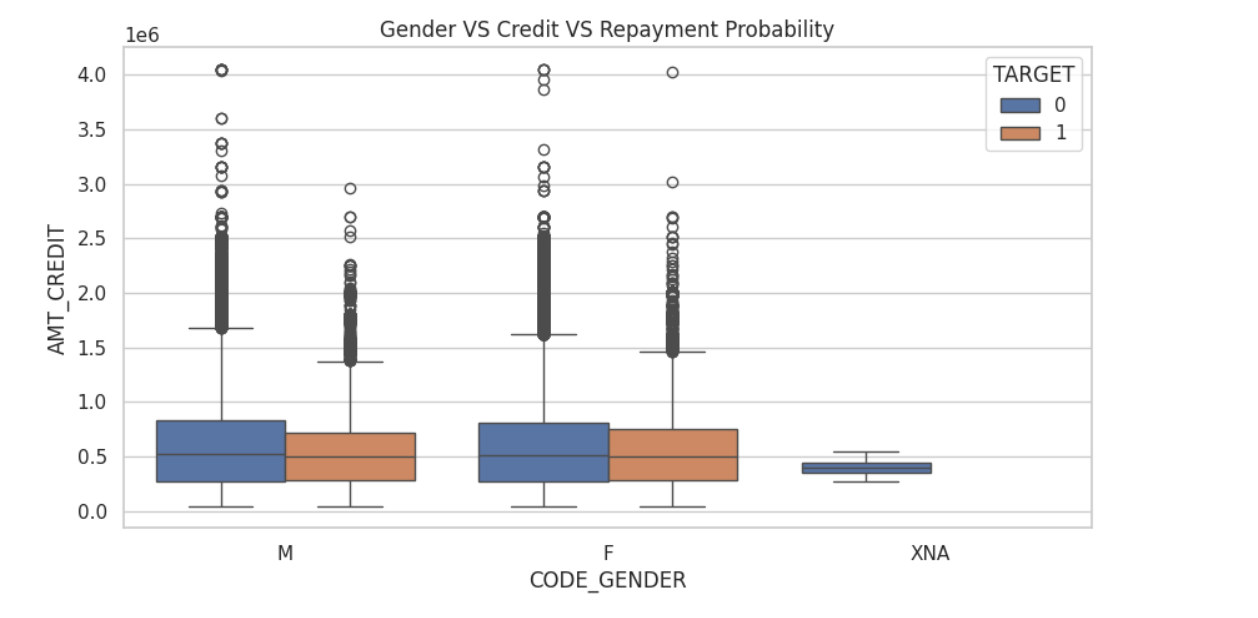 Gender VS Credit VS Repayment Probability
1e6
4.0
3.5
3.0
2.5
2.0
1.5
1.0
0.5
0.0
AMT_CREDIT
TARGET
0
1
M F XNA
CODE_GENDER